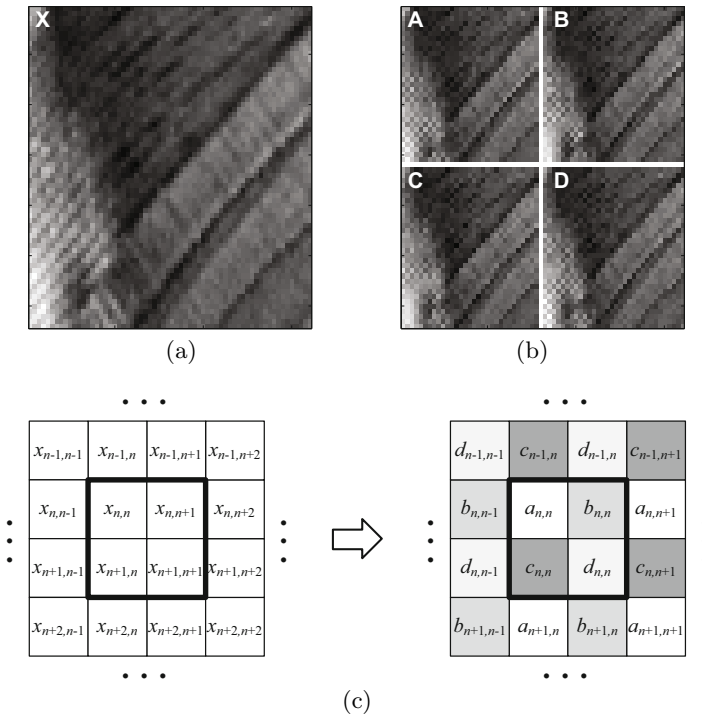 X A B
C D
(a) (b)
. . . . . .
x_{n-1,n-1} x_{n-1,n} x_{n-1,n+1} x_{n-1,n+2} d_{n-1,n-1} c_{n-1,n} d_{n-1,n} c_{n-1,n+1}
x_{n,n-1} x_{n,n} x_{n,n+1} x_{n,n+2} b_{n,n-1} a_{n,n} b_{n,n} a_{n,n+1}
x_{n+1,n-1} x_{n+1,n} x_{n+1,n+1} x_{n+1,n+2} d_{n,n-1} c_{n,n} d_{n,n} c_{n,n+1}
x_{n+2,n-1} x_{n+2,n} x_{n+2,n+1} x_{n+2,n+2} b_{n+1,n-1} a_{n+1,n} b_{n+1,n} a_{n+1,n+1}
. . . . . .
(c)